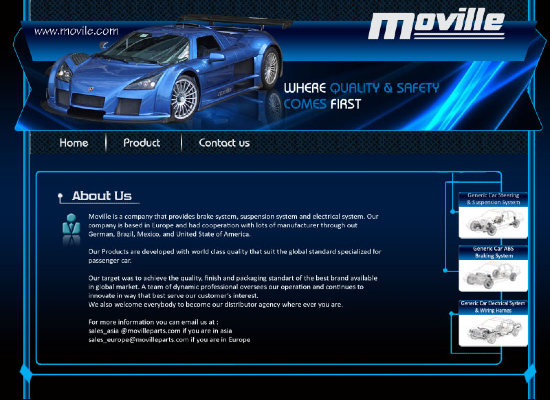 www.movile.com
moville
WHERE QUALITY & SAFETY
COMES FIRST
Home
Product
Contact us
About Us
Moville is a company that provides brake system, suspension system and electrical system. Our
company is based in Europe and had cooperation with lots of manufacturer through out
German, Brazil, Mexico, and United State of America.
Our Products are developed with world class quality that suit the global standard specialized for
passenger car.
Our target was to achieve the quality, finish and packaging standart of the best brand available
in global market. A team of dynamic professional oversees our operation and continues to
innovate in way that best serve our customer's interest.
We also welcome everybody to become our distributor agency where ever you are.
For more information you can email us at :
sales_asia @movilleparts.com if you are in asia
sales_europe@movilleparts.com if you are in Europe
Generic Car Steering
& Suspension System
Generic Car ABS
Braking System
Generic Car Electrical System
& Wiring Harnes